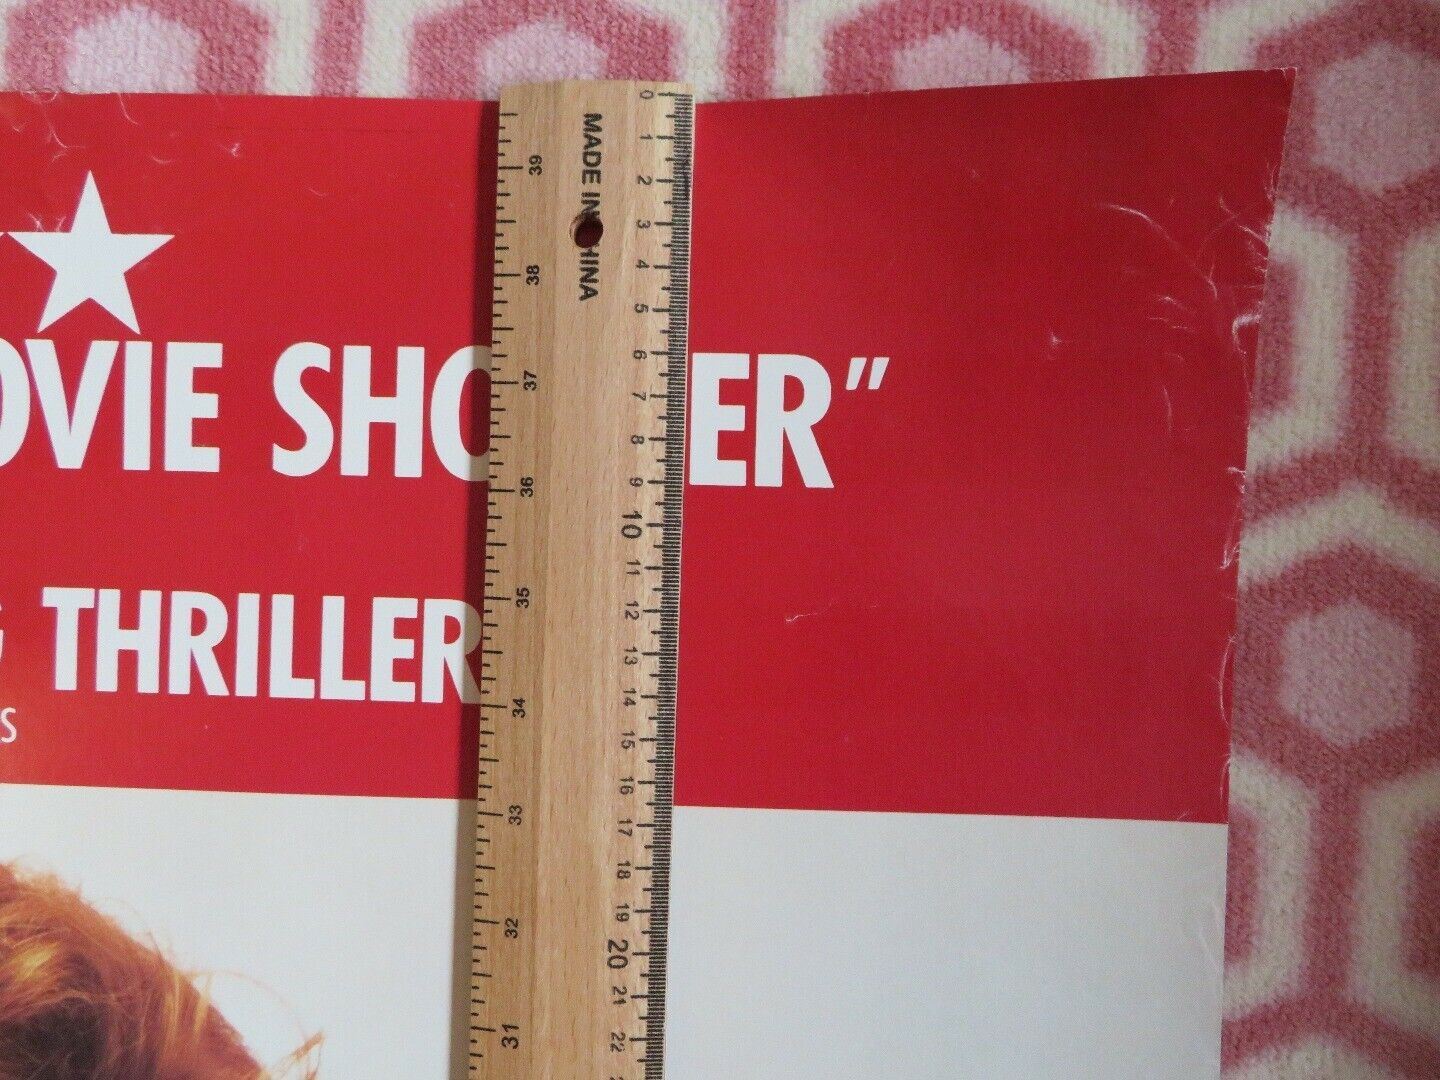 OVIE SHO ER”
G THRILLER
S
MADE IN CHINA
0 1 2 3 4 5 6 7 8 9 10 11 12 13 14 15 16 17 18 19 20 21 22
39 38 37 36 35 34 33 32 31